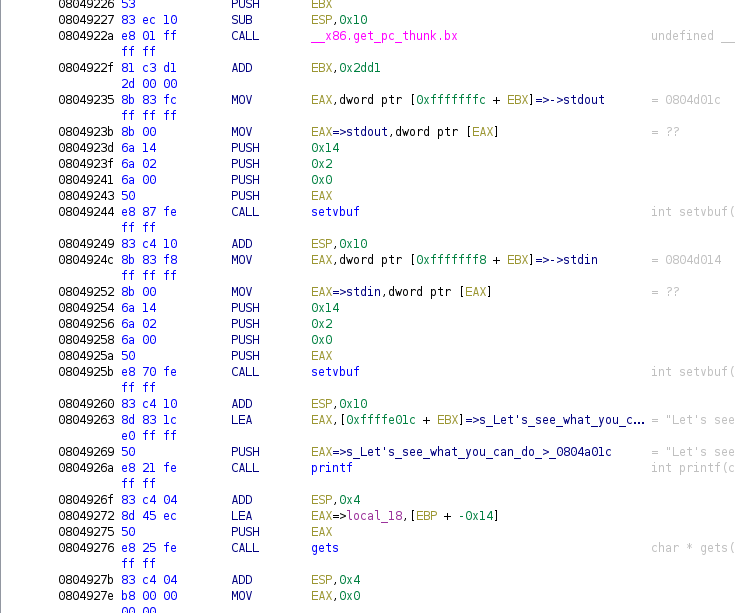 08049226 53 PUSH EBX
08049227 83 ec 10 SUB ESP,0x10
0804922a e8 01 ff CALL __x86.get_pc_thunk.bx undefined __
ff ff
0804922f 81 c3 d1 ADD EBX,0x2dd1
2d 00 00
08049235 8b 83 fc MOV EAX,dword ptr [0xfffffffc + EBX]=>->stdout = 0804d01c
ff ff ff
0804923b 8b 00 MOV EAX=>stdout,dword ptr [EAX] = ??
0804923d 6a 14 PUSH 0x14
0804923f 6a 02 PUSH 0x2
08049241 6a 00 PUSH 0x0
08049243 50 PUSH EAX
08049244 e8 87 fe CALL setvbuf int setvbuf(
ff ff
08049249 83 c4 10 ADD ESP,0x10
0804924c 8b 83 f8 MOV EAX,dword ptr [0xfffffff8 + EBX]=>->stdin = 0804d014
ff ff ff
08049252 8b 00 MOV EAX=>stdin,dword ptr [EAX] = ??
08049254 6a 14 PUSH 0x14
08049256 6a 02 PUSH 0x2
08049258 6a 00 PUSH 0x0
0804925a 50 PUSH EAX
0804925b e8 70 fe CALL setvbuf int setvbuf(
ff ff
08049260 83 c4 10 ADD ESP,0x10
08049263 8d 83 1c LEA EAX,[0xffffe01c + EBX]=>s_Let's_see_what_you_c... = "Let's see
e0 ff ff
08049269 50 PUSH EAX=>s_Let's_see_what_you_can_do_>_0804a01c = "Let's see
0804926a e8 21 fe CALL printf int printf(c
ff ff
0804926f 83 c4 04 ADD ESP,0x4
08049272 8d 45 ec LEA EAX=>local_18,[EBP + -0x14]
08049275 50 PUSH EAX
08049276 e8 25 fe CALL gets char * gets(
ff ff
0804927b 83 c4 04 ADD ESP,0x4
0804927e b8 00 00 MOV EAX,0x0
00 00